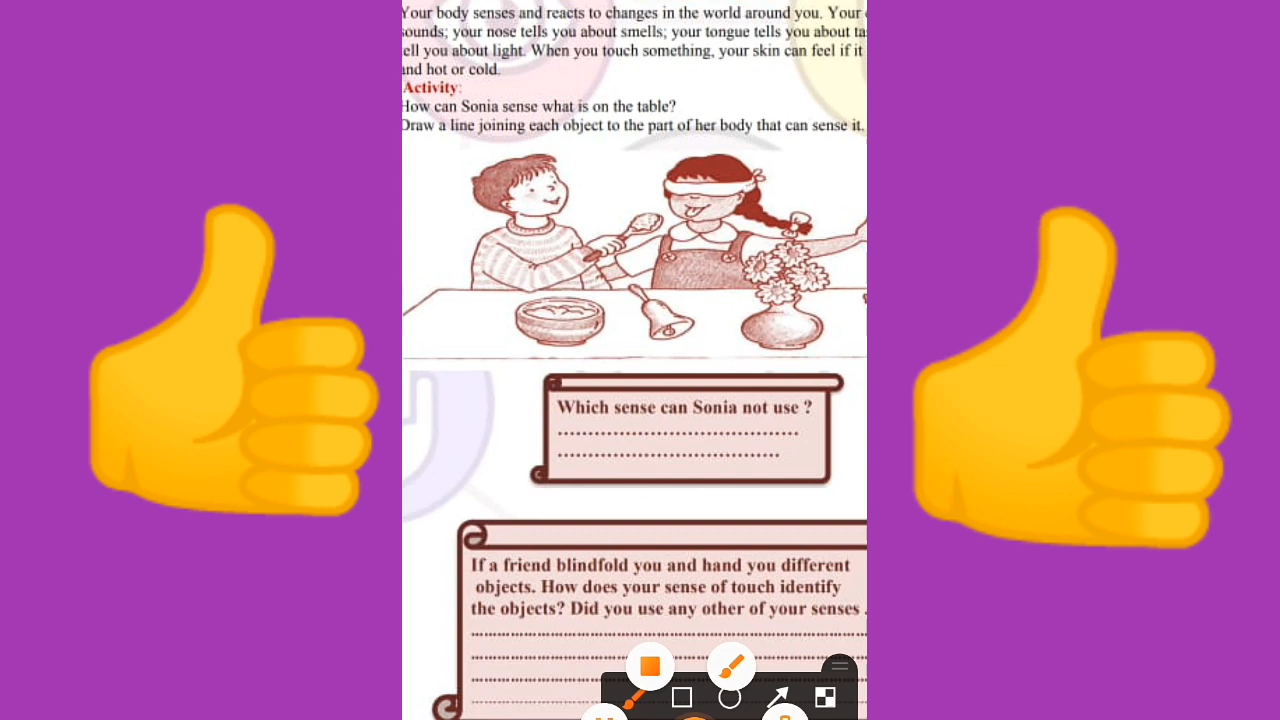 Your body senses and reacts to changes in the world around you. Your
sounds; your nose tells you about smells; your tongue tells you about
tell you about light. When you touch something, your skin can feel if it
and hot or cold.
Activity:
How can Sonia sense what is on the table?
Draw a line joining each object to the part of her body that can sense it.
Which sense can Sonia not use ?
If a friend blindfold you and hand you different
objects. How does your sense of touch identify
the objects? Did you use any other of your senses .